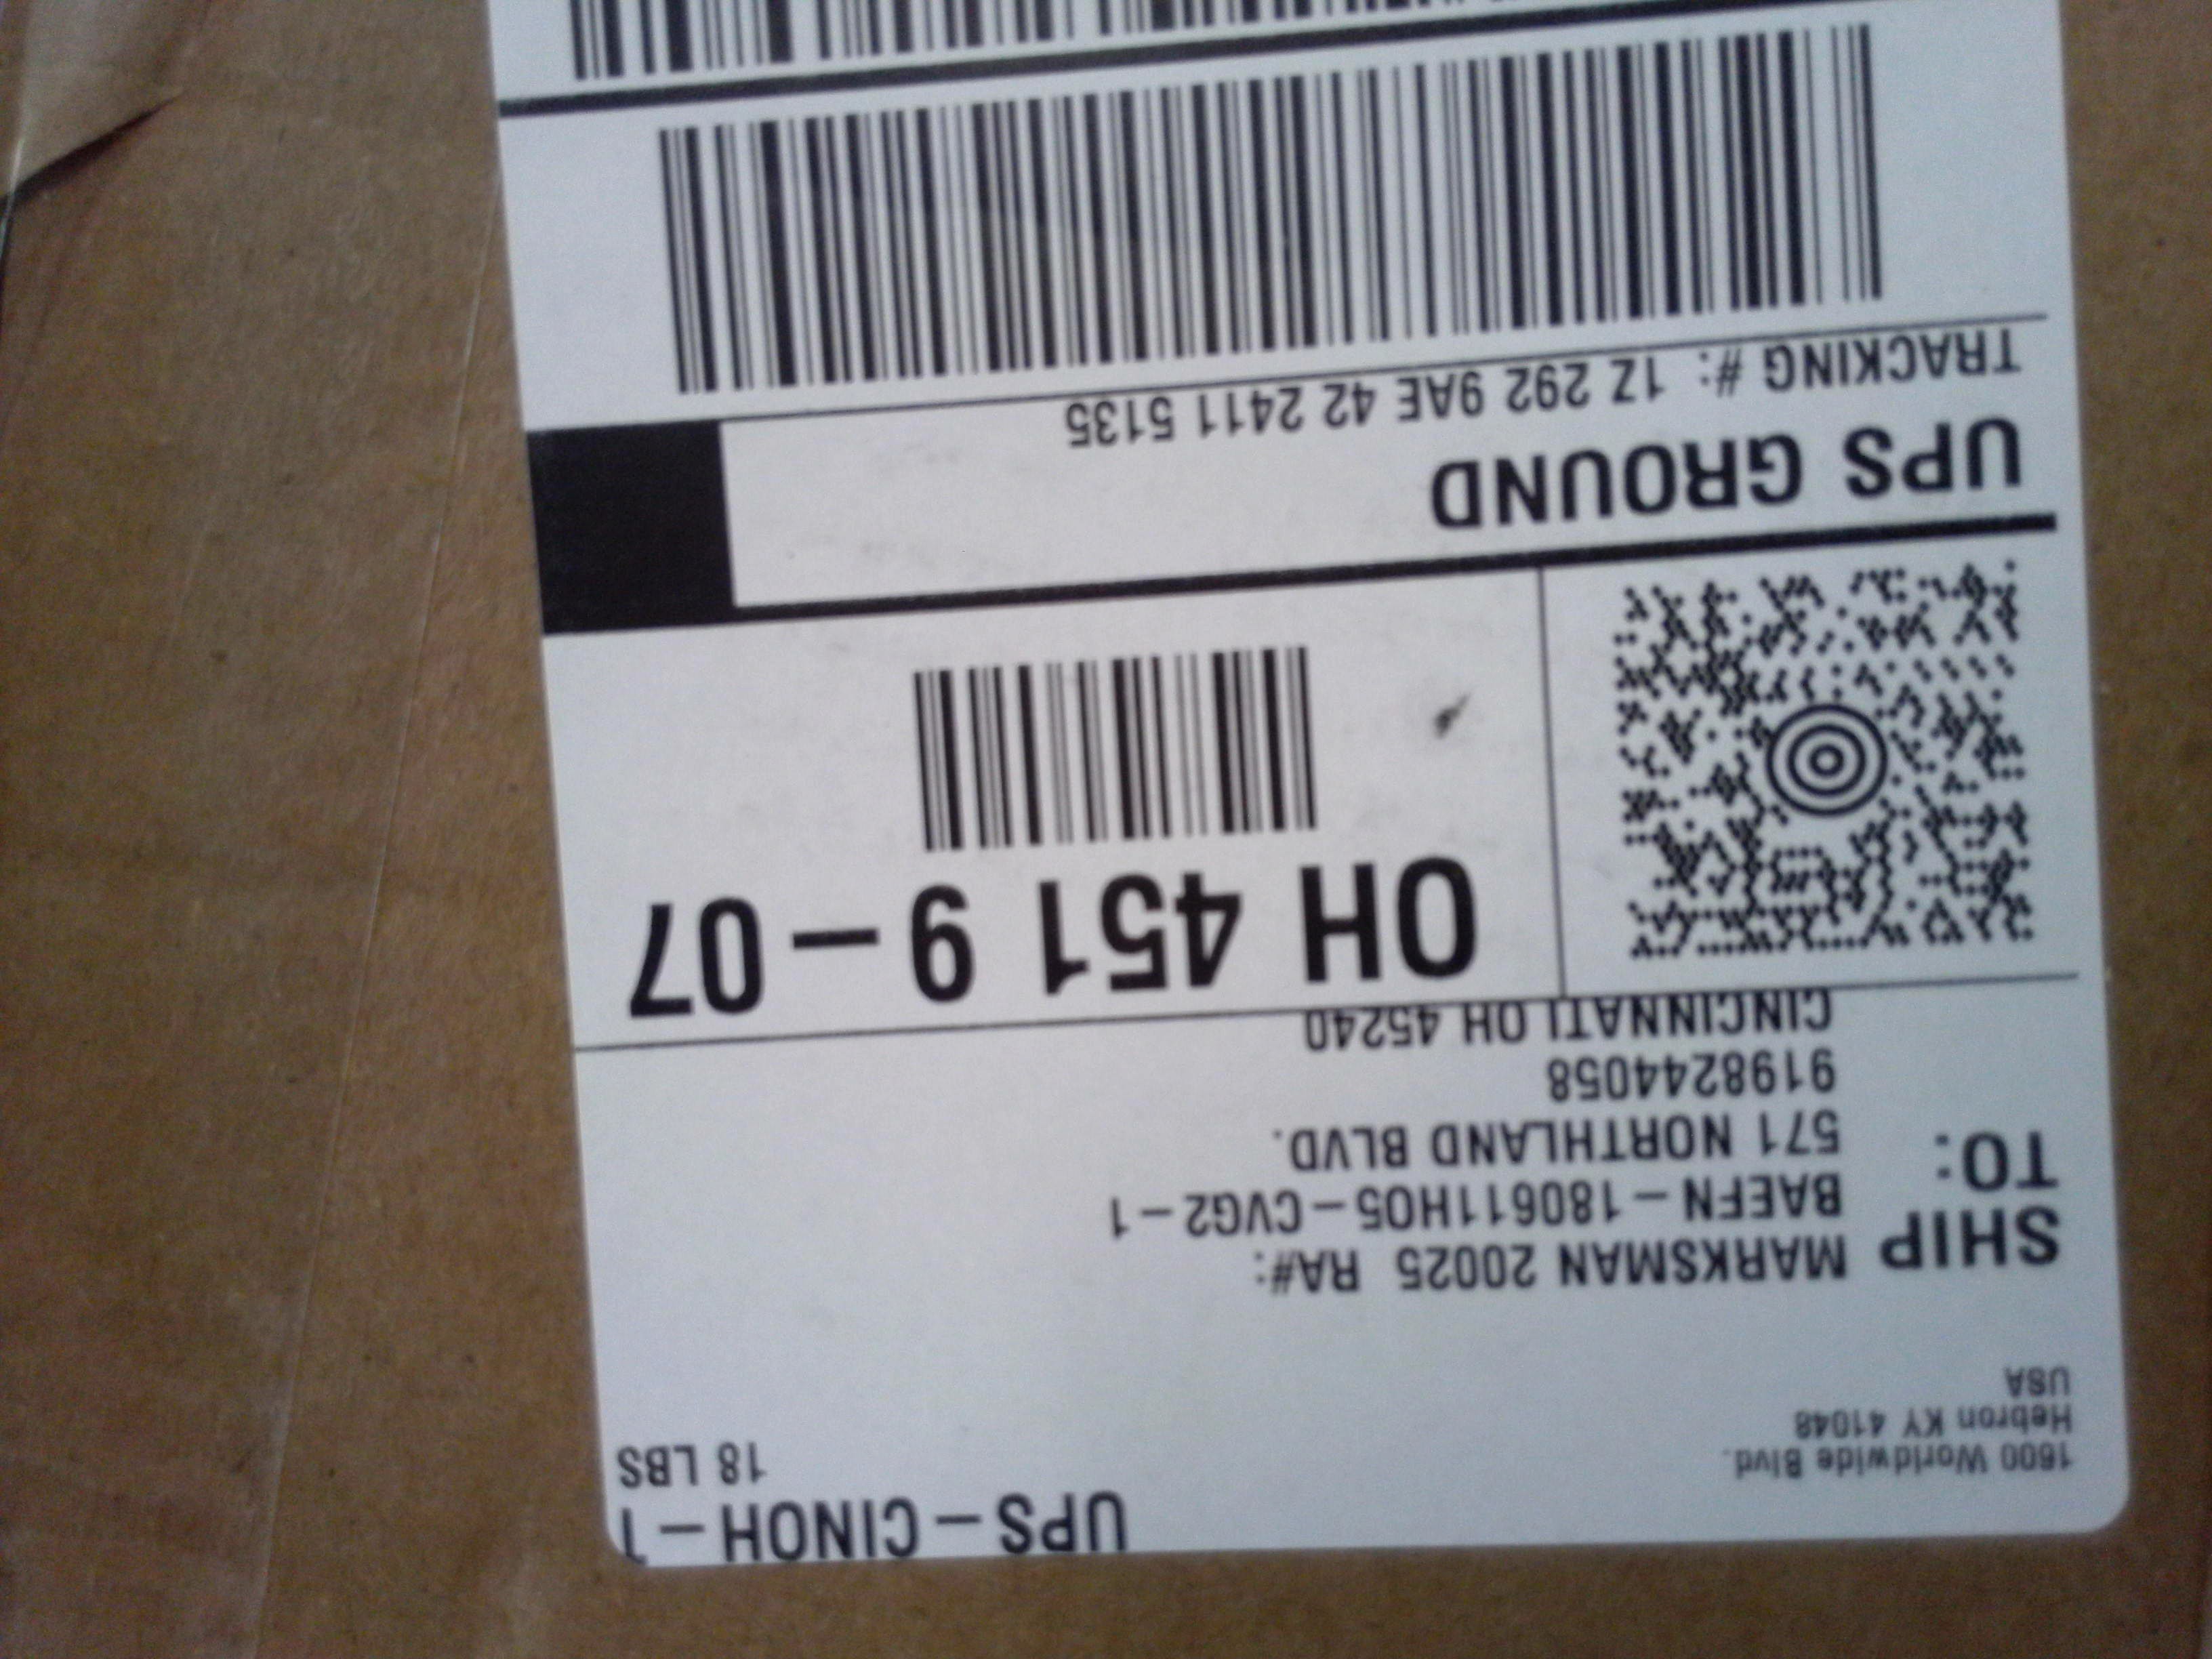 UPS-CINOH-1
18 LBS
1600 Worldwide Blvd.
Hebron KY 41048
USA
SHIP TO:
MARKSMAN 20025 RA#:
BAEFN-180611H05-CVG2-1
571 NORTHLAND BLVD.
9198244058
CINCINNATI OH 45240
OH 451 9-07
UPS GROUND
TRACKING #: 1Z 292 9AE 42 2411 5135